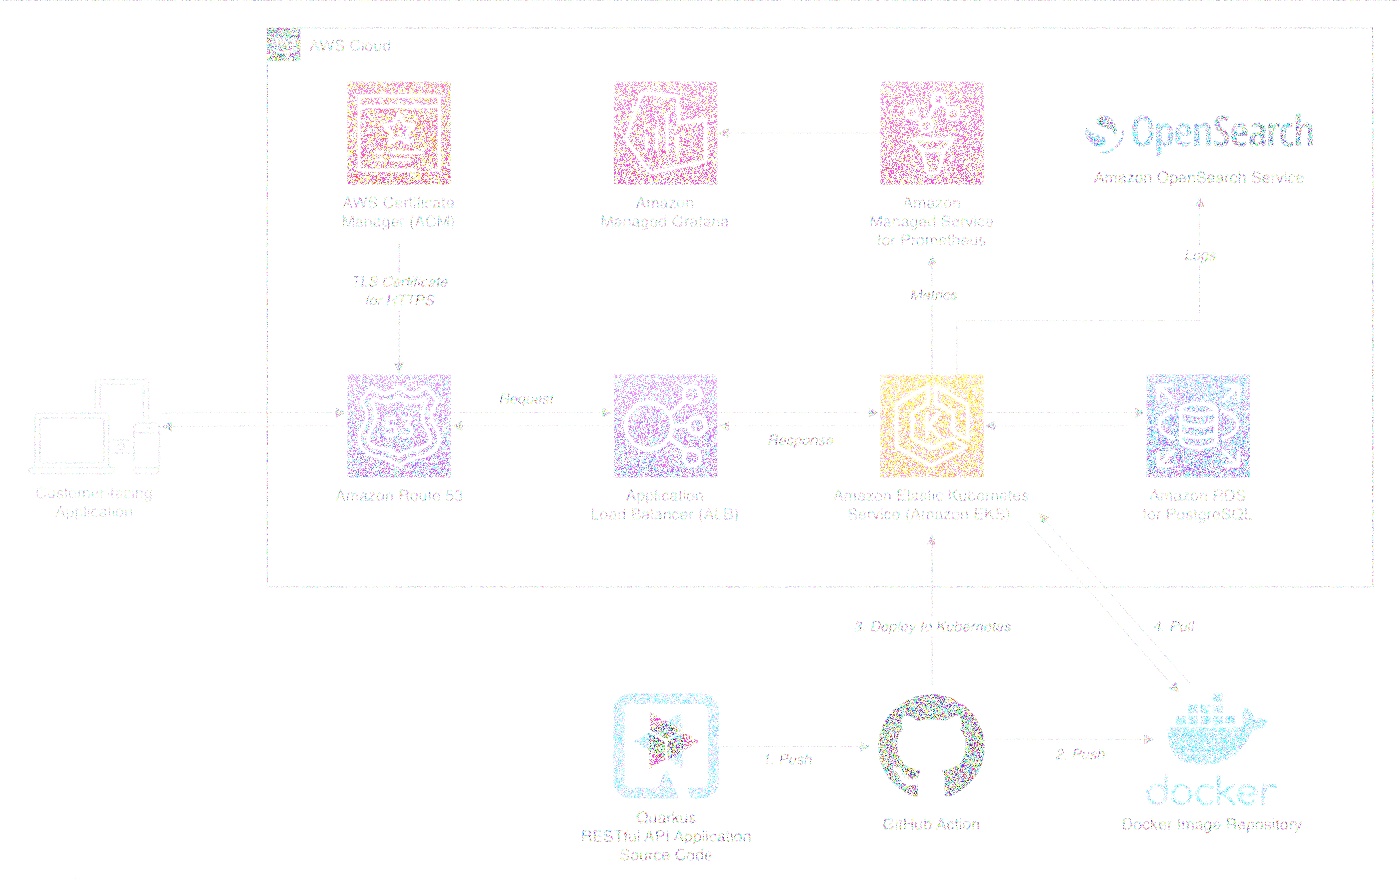 AWS Cloud
AWS Certificate
Manager (ACM)
Amazon
Managed Grafana
Amazon
Managed Service
for Prometheus
OpenSearch
Amazon OpenSearch Service
TLS Certificate
for HTTPS
Metrics
Logs
Request
Response
Customer-facing
Application
Amazon Route 53
Application
Load Balancer (ALB)
Amazon Elastic Kubernetes
Service (Amazon EKS)
Amazon RDS
for PostgreSQL
3. Deploy to Kubernetes
4. Pull
1. Push
2. Push
docker
Quarkus
RESTful API Application
Source Code
GitHub Action
Docker Image Repository